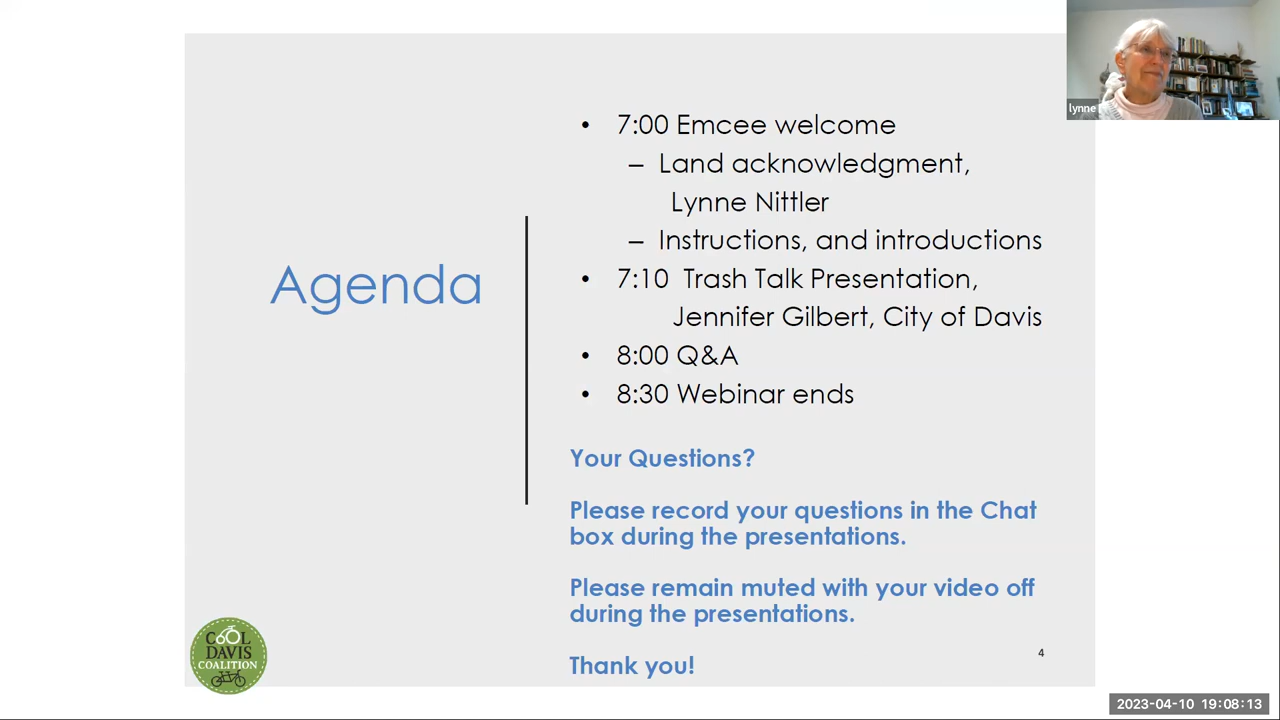 lynne
Agenda
• 7:00 Emcee welcome
– Land acknowledgment,
Lynne Nittler
– Instructions, and introductions
• 7:10 Trash Talk Presentation,
Jennifer Gilbert, City of Davis
• 8:00 Q&A
• 8:30 Webinar ends
Your Questions?
Please record your questions in the Chat
box during the presentations.
Please remain muted with your video off
during the presentations.
Thank you!
COOL
DAVIS
COALITION
4
2023-04-10 19:08:13